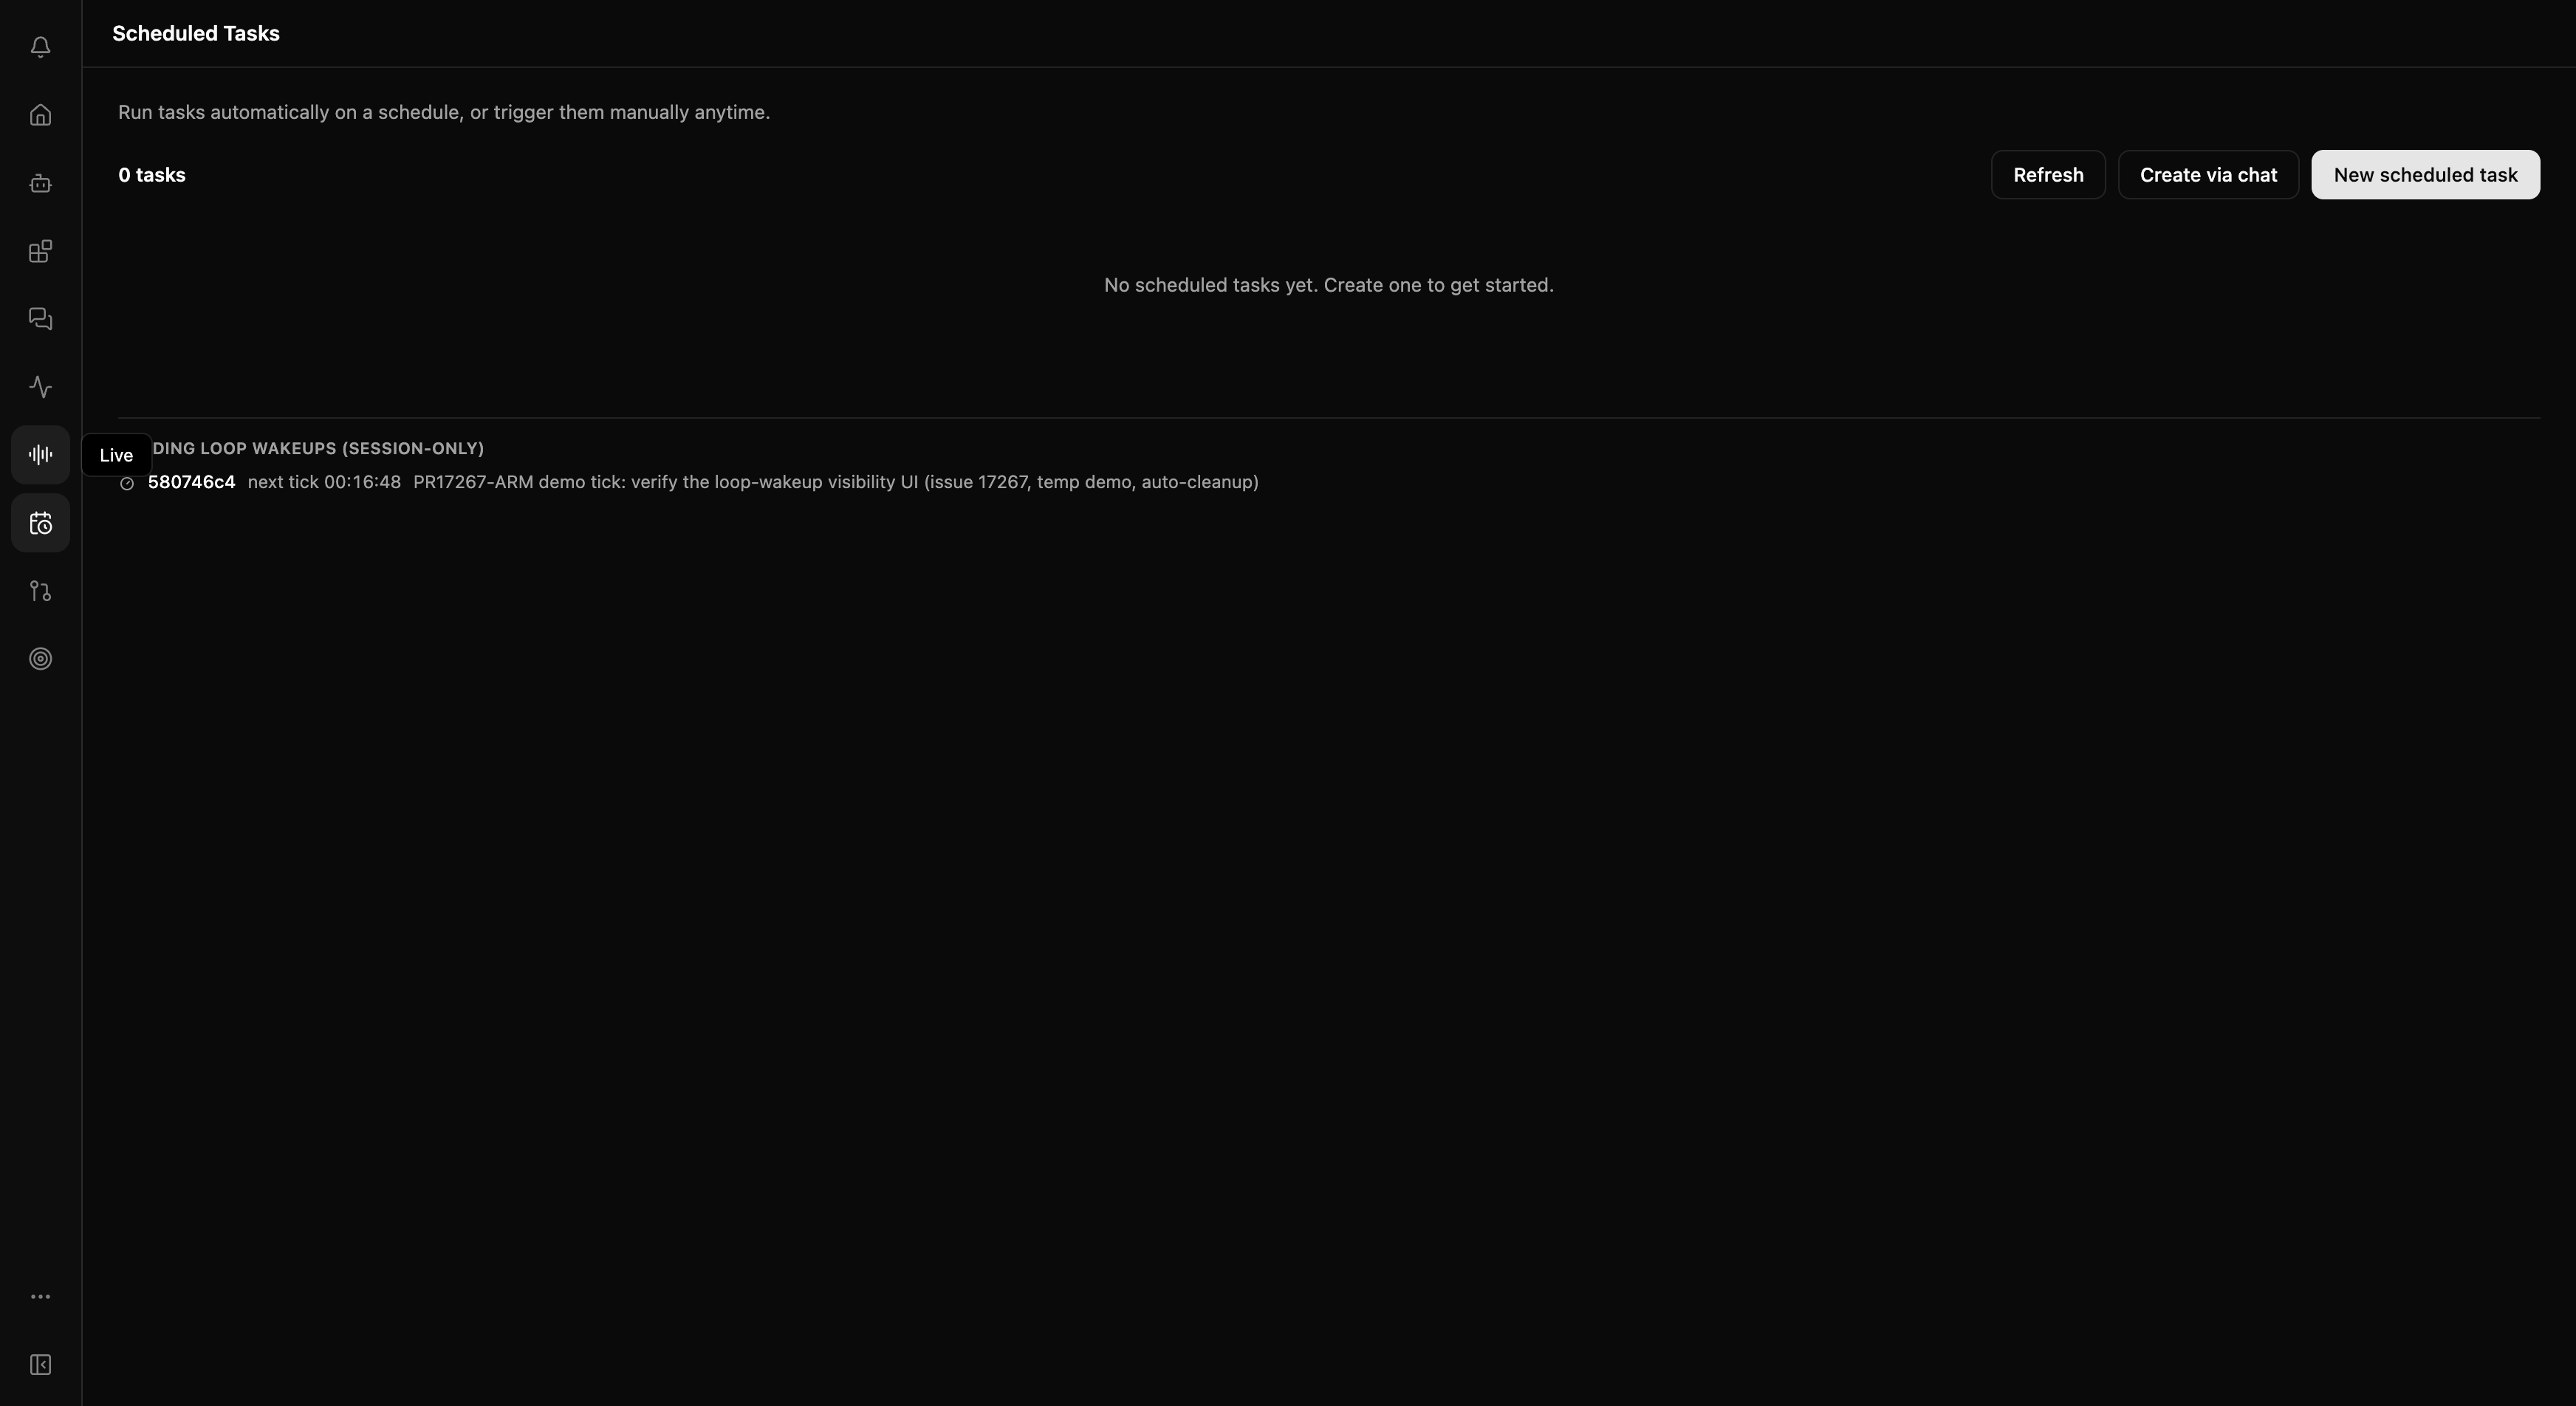 Scheduled Tasks
Run tasks automatically on a schedule, or trigger them manually anytime.
0 tasks
Refresh
Create via chat
New scheduled task
No scheduled tasks yet. Create one to get started.
Live
DING LOOP WAKEUPS (SESSION-ONLY)
580746c4 next tick 00:16:48 PR17267-ARM demo tick: verify the loop-wakeup visibility UI (issue 17267, temp demo, auto-cleanup)